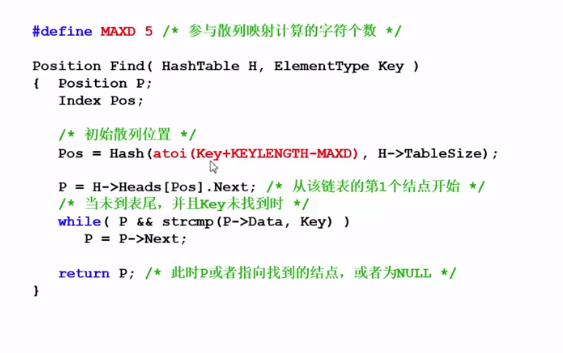 #define MAXD 5 /* 参与散列映射计算的字符个数 */
Position Find( HashTable H, ElementType Key )
{ Position P;
Index Pos;
/* 初始散列位置 */
Pos = Hash(atoi(Key+KEYLENGTH-MAXD), H->TableSize);
P = H->Heads[Pos].Next; /* 从该链表的第1个结点开始 */
/* 当未到表尾，并且Key未找到时 */
while( P && strcmp(P->Data, Key) )
P = P->Next;
return P; /* 此时P或者指向找到的结点，或者为NULL */
}